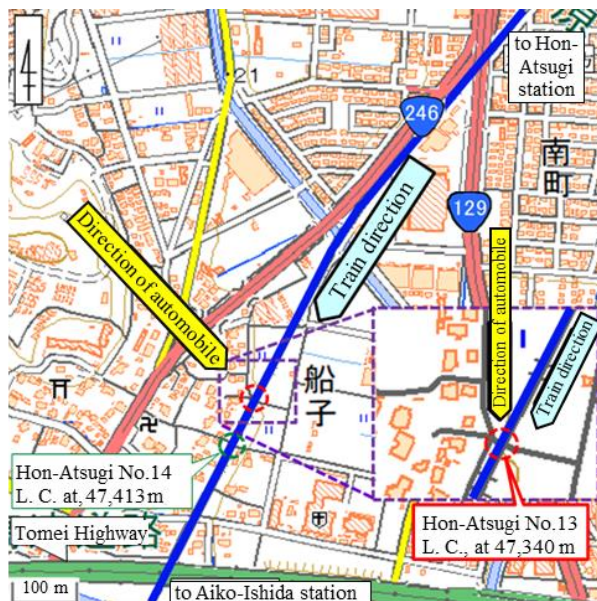 to Hon-
Atsugi
station
21
246
南
町
129
Direction of automobile
Train direction
Direction of automobile
Train direction
船
子
Hon-Atsugi No.14
L. C. at, 47,413m
Hon-Atsugi No.13
L. C., at 47,340 m
Tomei Highway
100 m
to Aiko-Ishida station